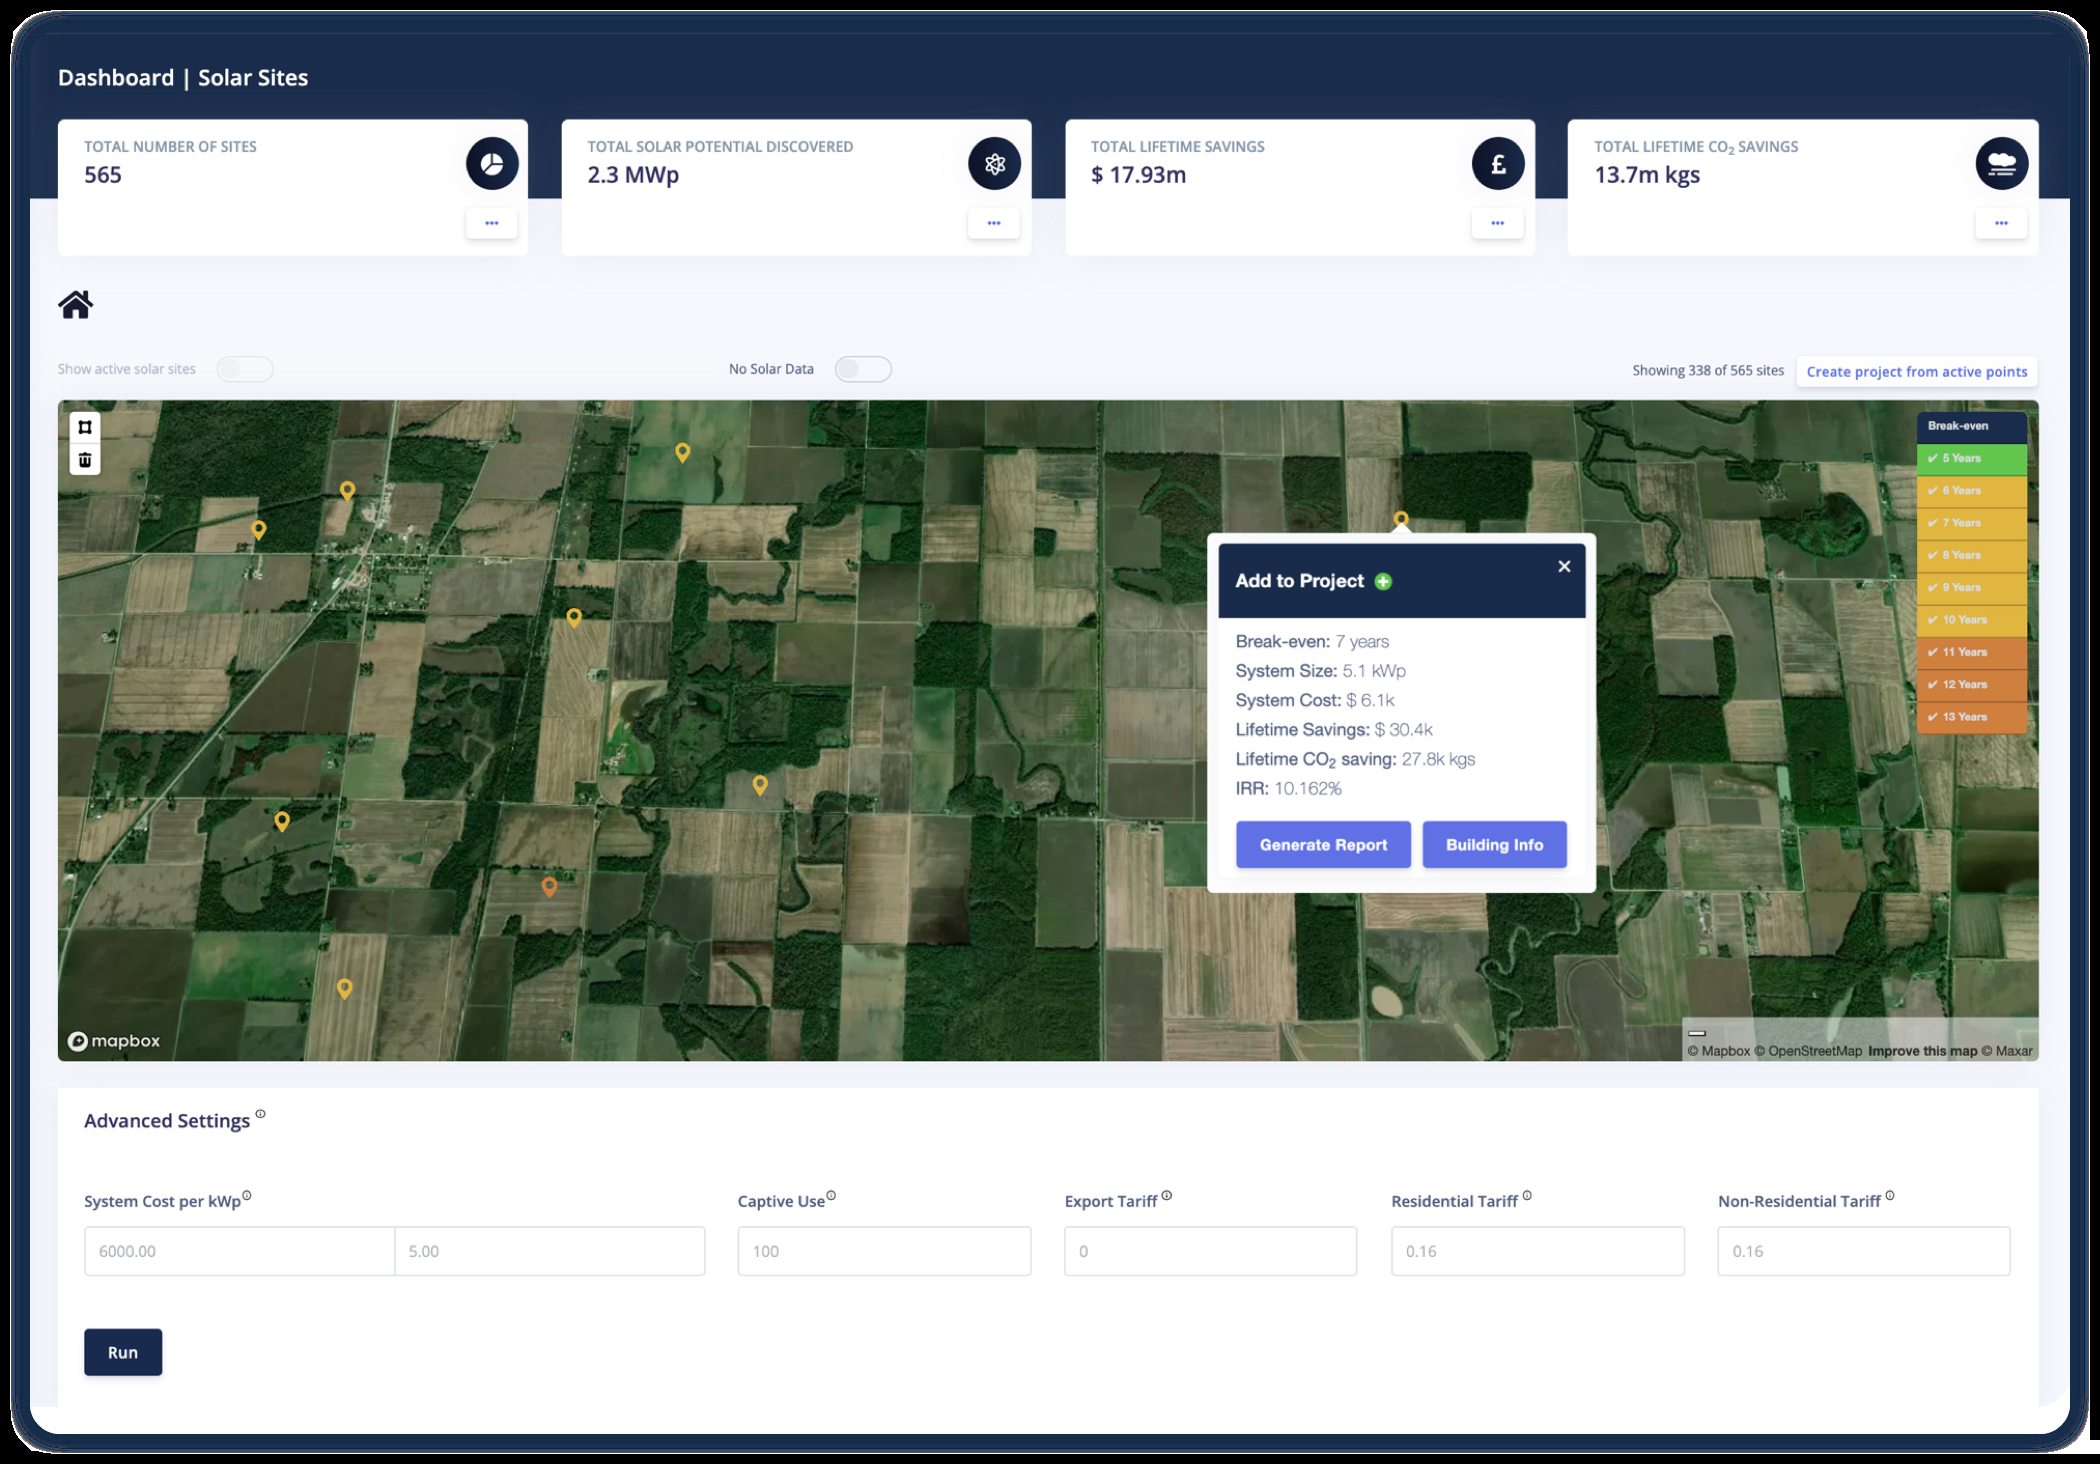 Dashboard | Solar Sites
TOTAL NUMBER OF SITES
565
TOTAL SOLAR POTENTIAL DISCOVERED
2.3 MWp
TOTAL LIFETIME SAVINGS
$ 17.93m
£
TOTAL LIFETIME CO₂ SAVINGS
13.7m kgs
Show active solar sites
No Solar Data
Showing 338 of 565 sites
Create project from active points
Break-even
✔ 5 Years
✔ 6 Years
✔ 7 Years
✔ 8 Years
✔ 9 Years
✔ 10 Years
✔ 11 Years
✔ 12 Years
✔ 13 Years
Add to Project
Break-even: 7 years
System Size: 5.1 kWp
System Cost: $ 6.1k
Lifetime Savings: $ 30.4k
Lifetime CO₂ saving: 27.8k kgs
IRR: 10.162%
Generate Report
Building Info
mapbox
© Mapbox © OpenStreetMap Improve this map © Maxar
Advanced Settings
System Cost per kWp
Captive Use
Export Tariff
Residential Tariff
Non-Residential Tariff
6000.00
5.00
100
0
0.16
0.16
Run